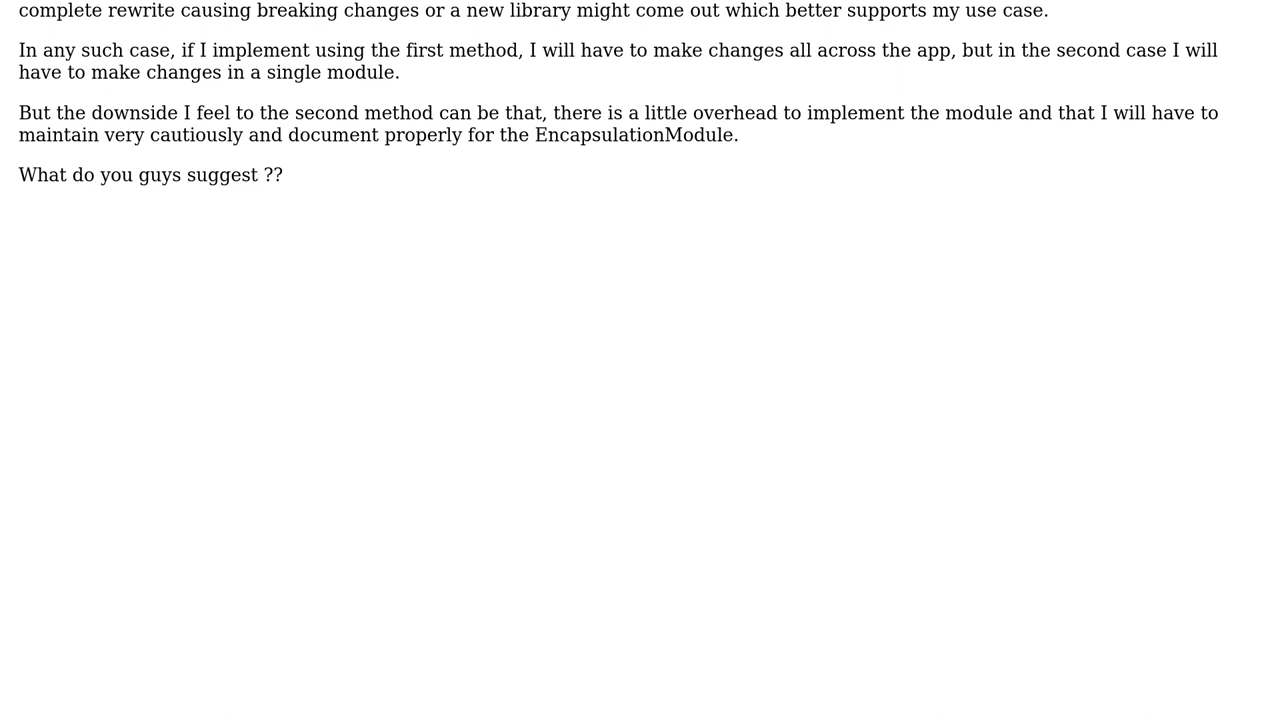 complete rewrite causing breaking changes or a new library might come out which better supports my use case.
In any such case, if I implement using the first method, I will have to make changes all across the app, but in the second case I will
have to make changes in a single module.
But the downside I feel to the second method can be that, there is a little overhead to implement the module and that I will have to
maintain very cautiously and document properly for the EncapsulationModule.
What do you guys suggest ??